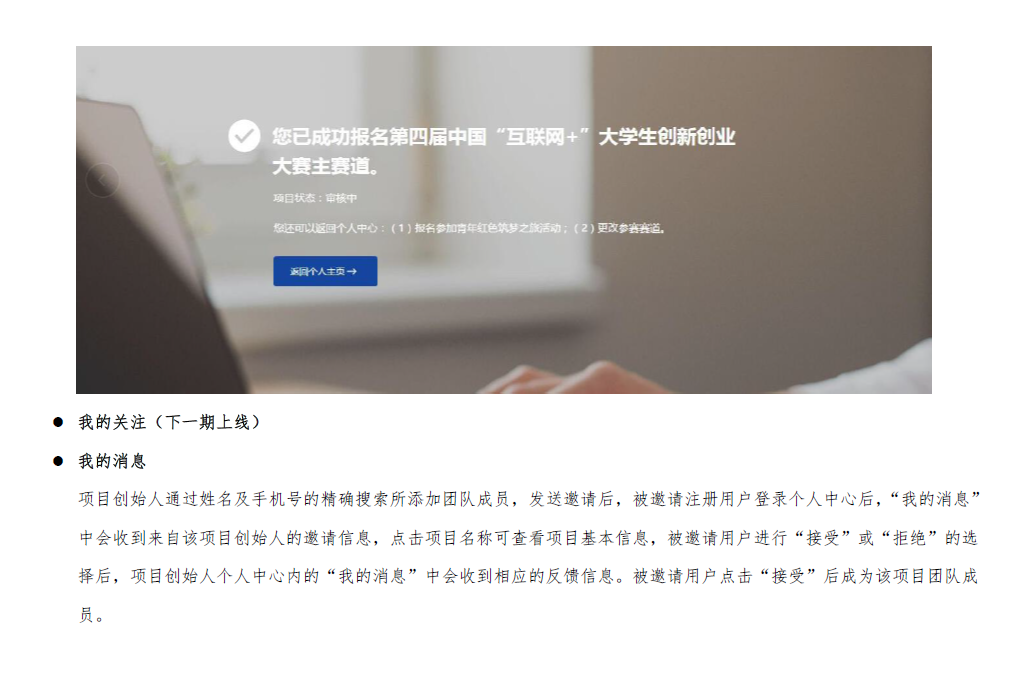 您已成功报名第四届中国“互联网+”大学生创新创业
大赛主赛道。
项目状态：审核中
您还可以返回个人中心：（1）报名参加青年红色筑梦之旅活动；（2）更改参赛赛道。
返回个人主页→
● 我的关注（下一期上线）
● 我的消息
项目创始人通过姓名及手机号的精确搜索所添加团队成员，发送邀请后，被邀请注册用户登录个人中心后，“我的消息”
中会收到来自该项目创始人的邀请信息，点击项目名称可查看项目基本信息，被邀请用户进行“接受”或“拒绝”的选
择后，项目创始人个人中心内的“我的消息”中会收到相应的反馈信息。被邀请用户点击“接受”后成为该项目团队成
员。